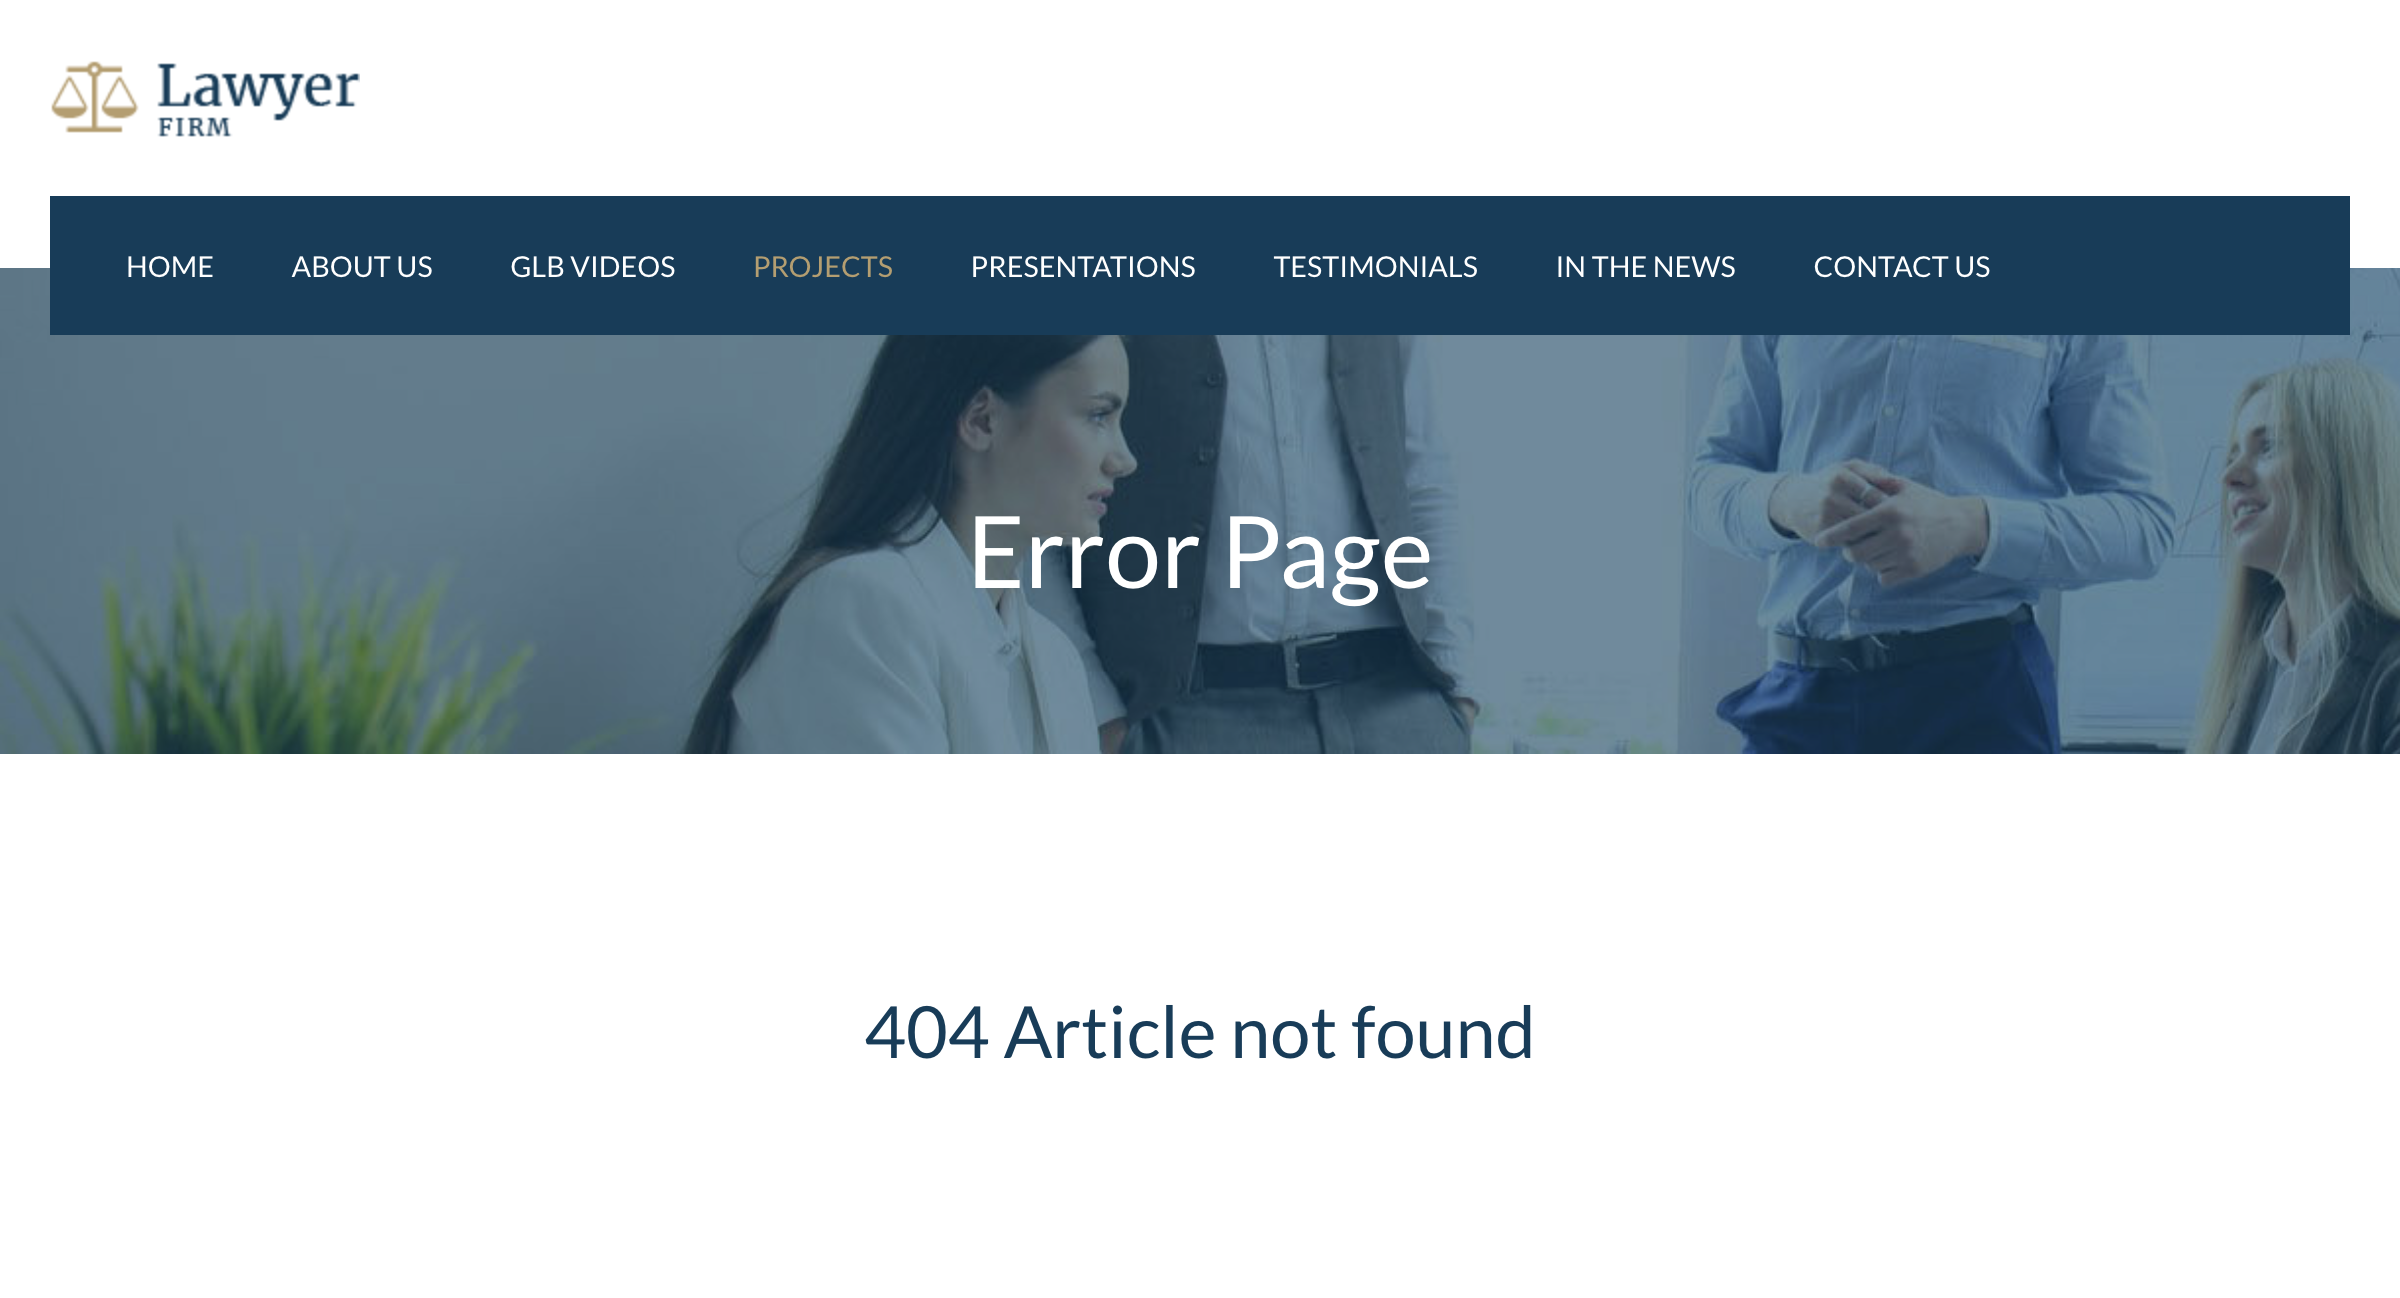 Lawyer
FIRM
HOME ABOUT US GLB VIDEOS PROJECTS PRESENTATIONS TESTIMONIALS IN THE NEWS CONTACT US
Error Page
404 Article not found